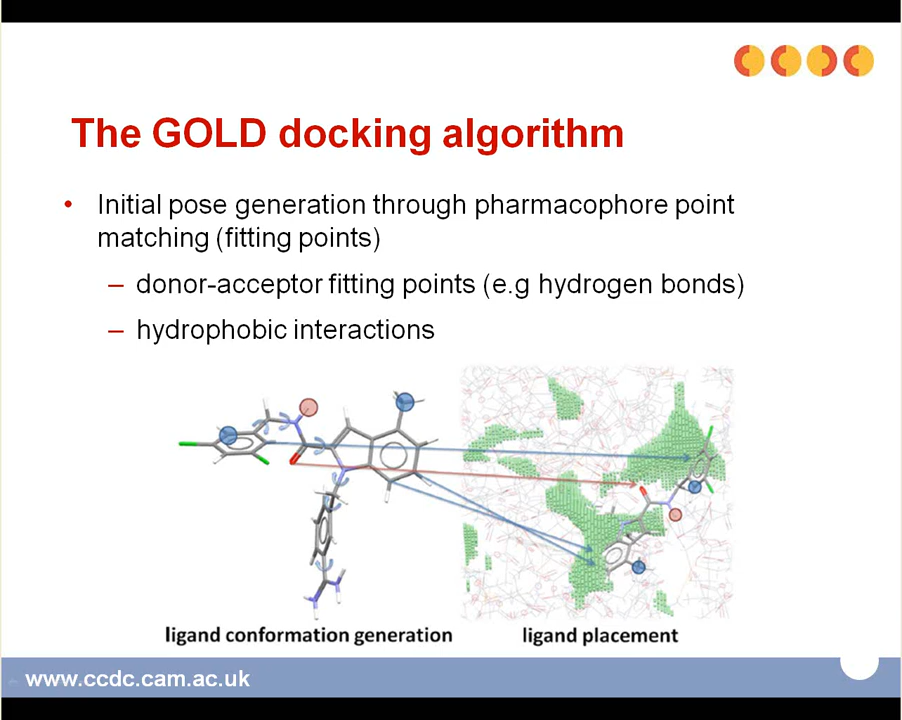 The GOLD docking algorithm
• Initial pose generation through pharmacophore point
matching (fitting points)
– donor-acceptor fitting points (e.g hydrogen bonds)
– hydrophobic interactions
ligand conformation generation
ligand placement
www.ccdc.cam.ac.uk